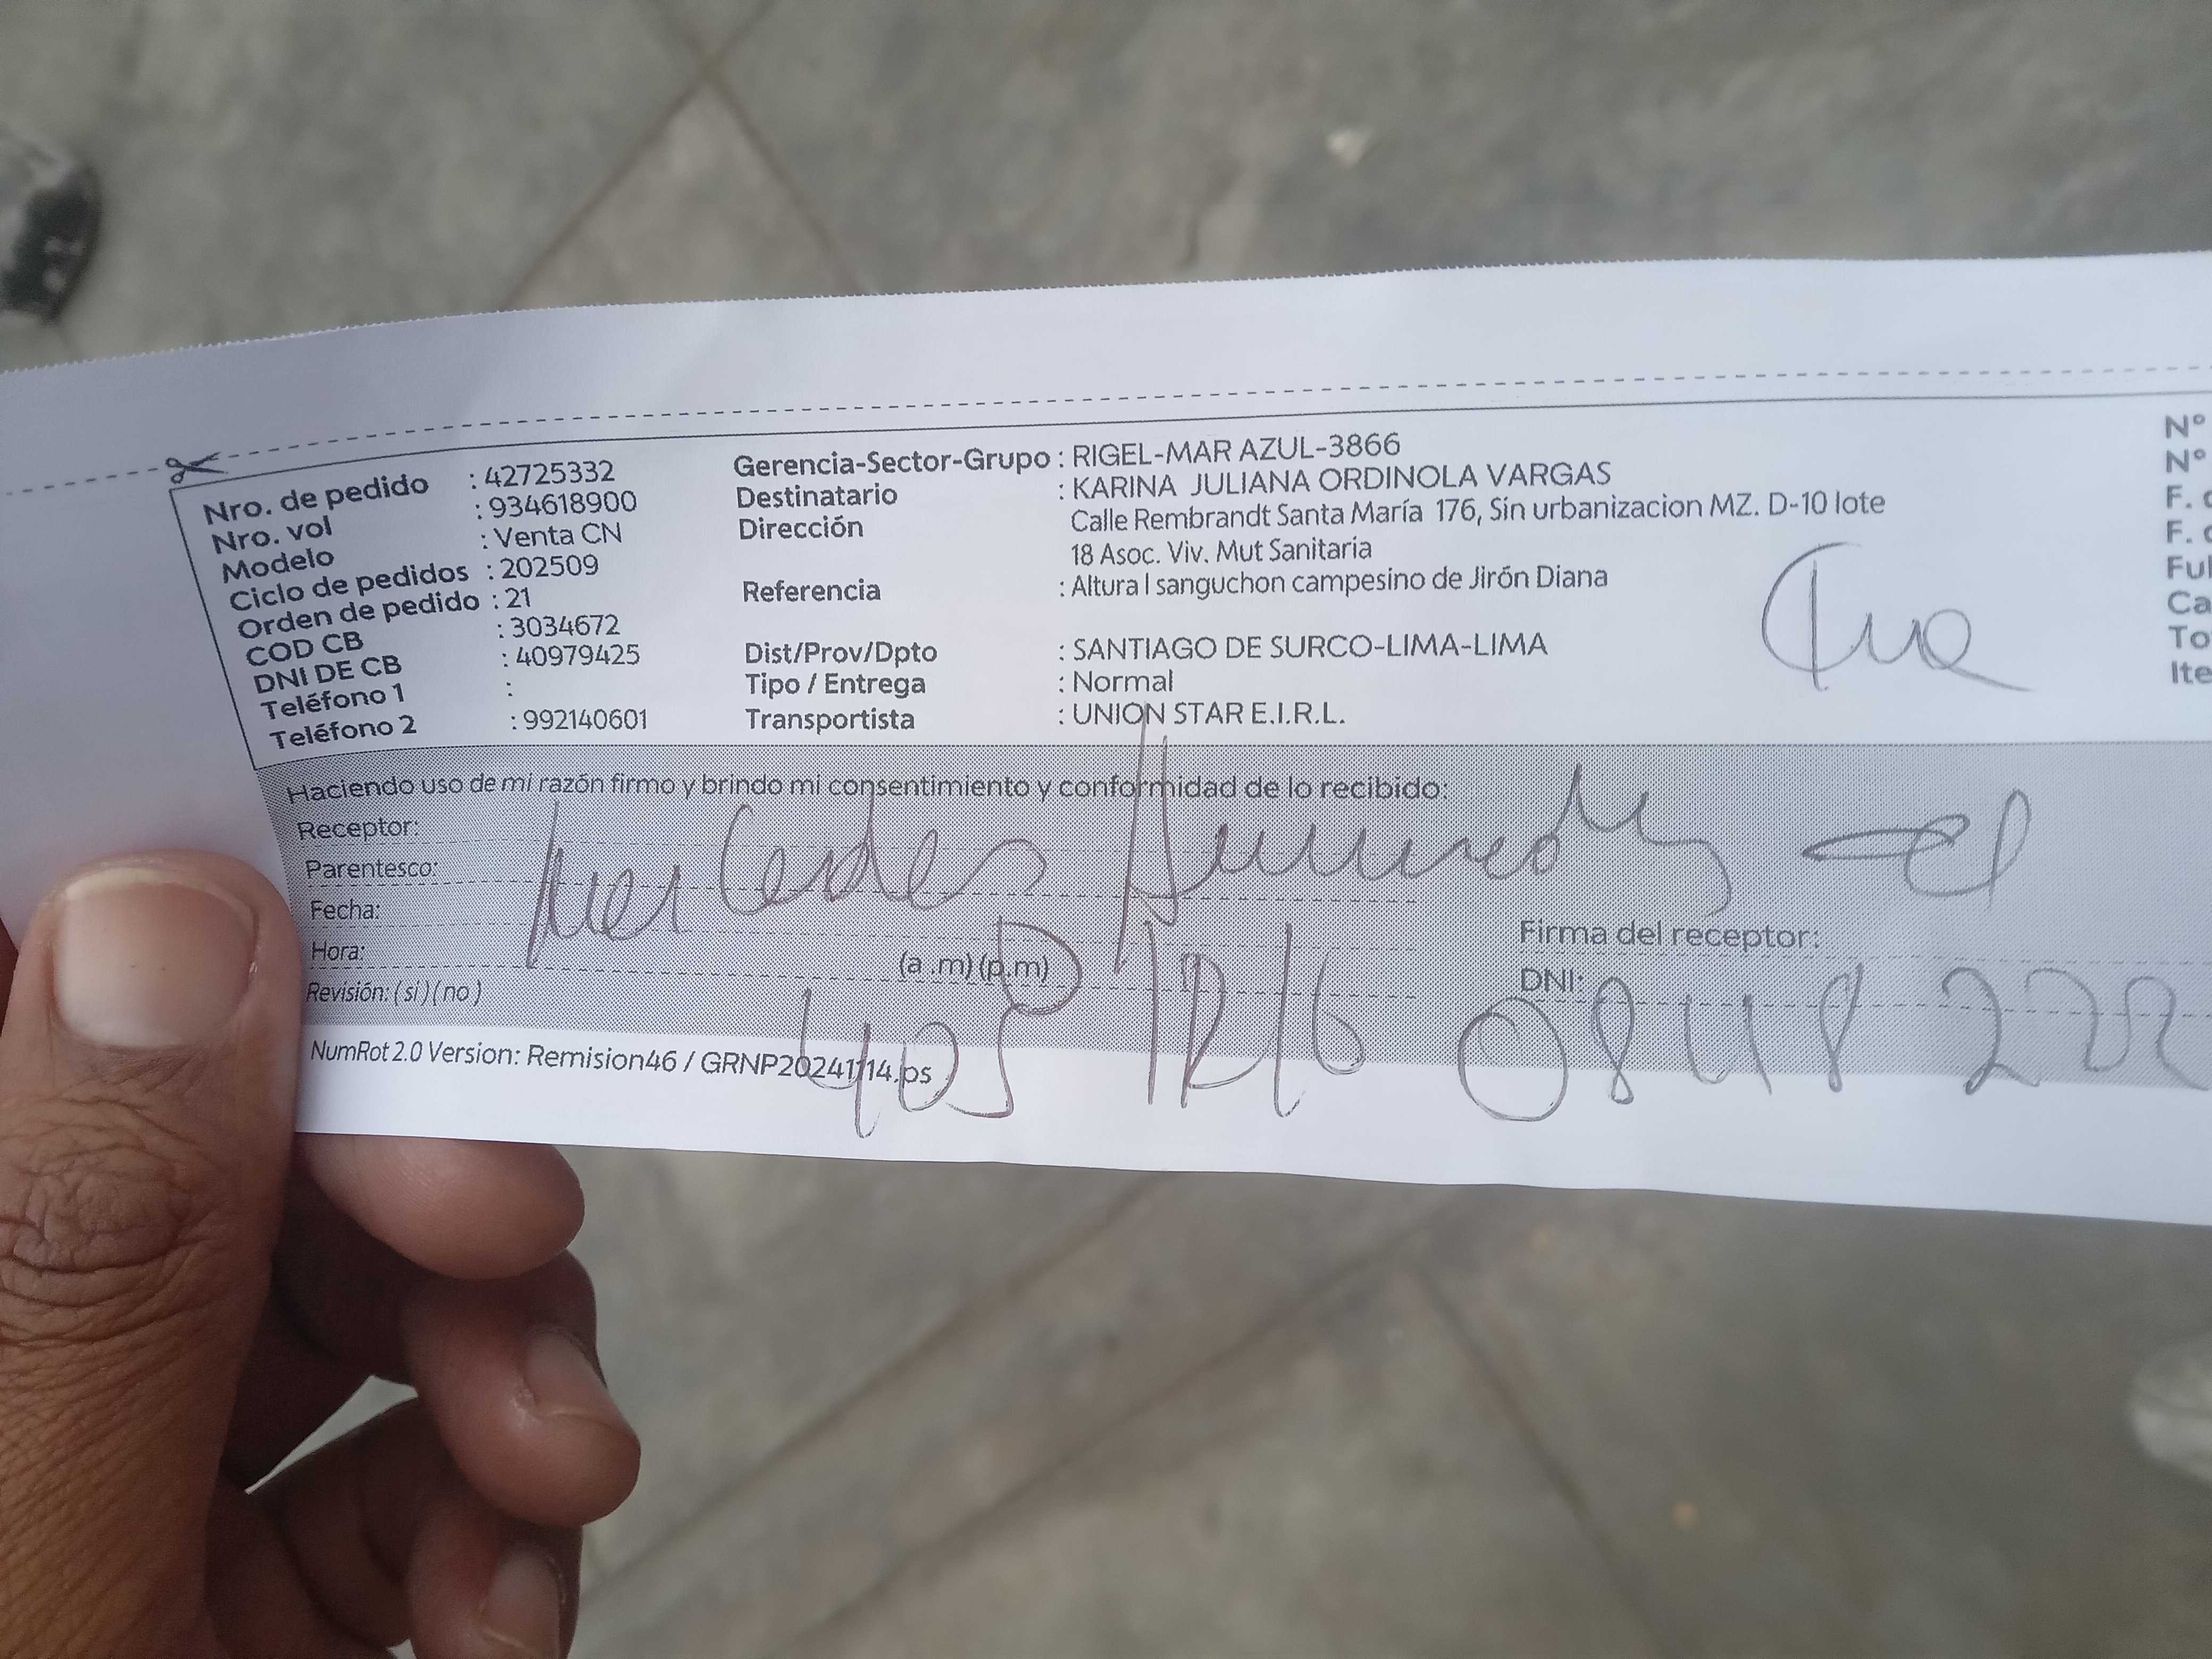 Nro. de pedido : 42725332
Nro. vol : 934618900
Modelo : Venta CN
Ciclo de pedidos : 202509
Orden de pedido : 21
COD CB : 3034672
DNI DE CB : 40979425
Teléfono 1 :
Teléfono 2 : 992140601
Gerencia-Sector-Grupo : RIGEL-MAR AZUL-3866
Destinatario : KARINA JULIANA ORDINOLA VARGAS
Dirección Calle Rembrandt Santa María 176, Sin urbanizacion MZ. D-10 lote
18 Asoc. Viv. Mut Sanitaria
Referencia : Altura l sanguchon campesino de Jirón Diana
Dist/Prov/Dpto : SANTIAGO DE SURCO-LIMA-LIMA
Tipo / Entrega : Normal
Transportista : UNION STAR E.I.R.L.
N°
N°
F.
F.
Haciendo uso de mi razón firmo y brindo mi consentimiento y conformidad de lo recibido:
Receptor:
Parentesco: Mercedes
Fecha:
Hora: (a .m) (p.m)
Revisión: (si) (no)
Firma del receptor:
DNI:
NumRot 2.0 Version: Remision46 / GRNP20241114.ps